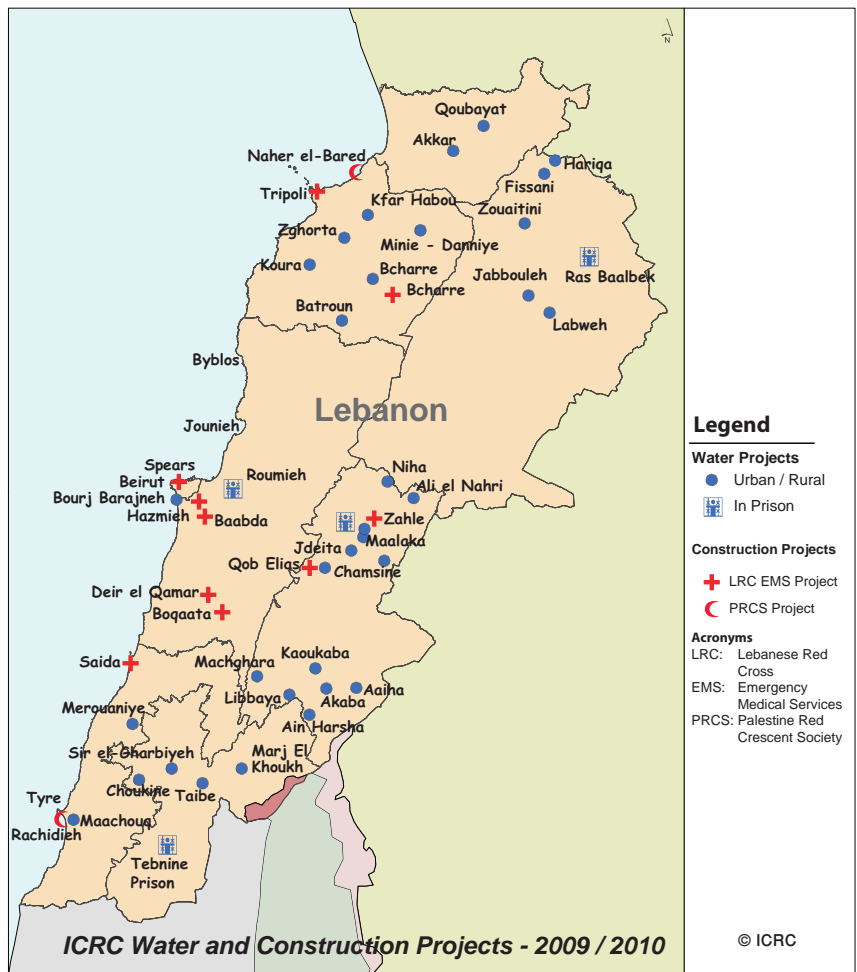 N
Qoubayat
Akkar
Naher el-Bared
Hariqa
Fissani
Tripoli
Kfar Habou
Zouaitini
Zghorta
Minie - Danniye
Koura
Bcharre
Jabbouleh
Ras Baalbek
Bcharre
Batroun
Labweh
Byblos
Lebanon
Jounieh
Spears
Beirut
Roumieh
Niha
Bourj Barajneh
Ali el Nahri
Hazmieh
Baabda
Zahle
Jdeita
Maalaka
Qob Elias
Chamsine
Deir el Qamar
Boqaata
Saida
Machghara
Kaoukaba
Libbaya
Akaba
Aaiha
Merouaniye
Ain Harsha
Sir el-Gharbiyeh
Marj El
Khoukh
Choukine
Taibe
Tyre
Maachouq
Rachidieh
Tebnine
Prison
ICRC Water and Construction Projects - 2009 / 2010
Legend
Water Projects
Urban / Rural
In Prison
Construction Projects
LRC EMS Project
PRCS Project
Acronyms
LRC: Lebanese Red
Cross
EMS: Emergency
Medical Services
PRCS: Palestine Red
Crescent Society
© ICRC